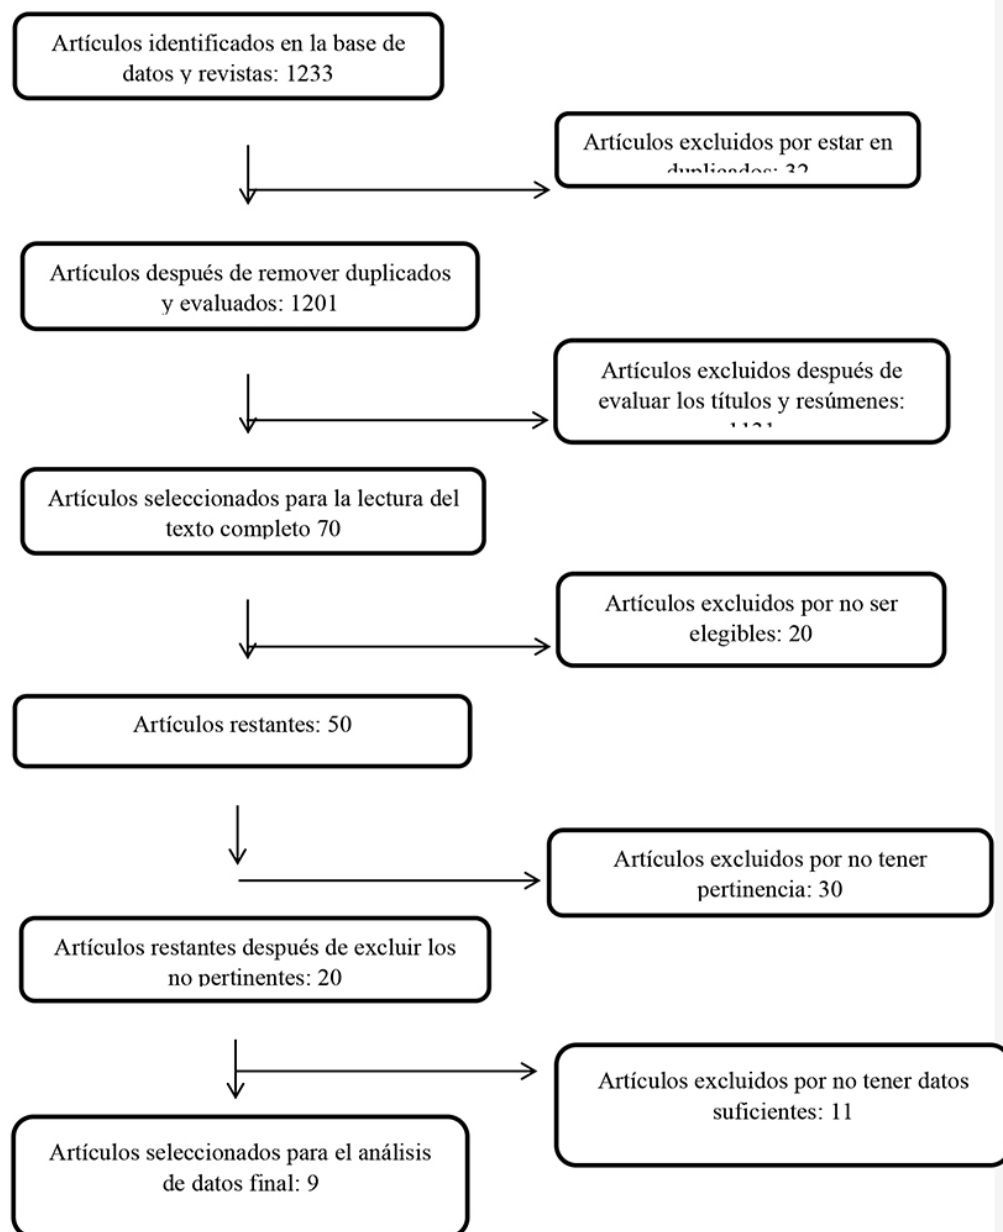 Artículos identificados en la base de
datos y revistas: 1233
Artículos excluidos por estar en
duplicados: 32
Artículos después de remover duplicados
y evaluados: 1201
Artículos excluidos después de
evaluar los títulos y resúmenes:
Artículos seleccionados para la lectura del
texto completo 70
Artículos excluidos por no ser
elegibles: 20
Artículos restantes: 50
Artículos excluidos por no tener
pertinencia: 30
Artículos restantes después de excluir los
no pertinentes: 20
Artículos excluidos por no tener datos
suficientes: 11
Artículos seleccionados para el análisis
de datos final: 9